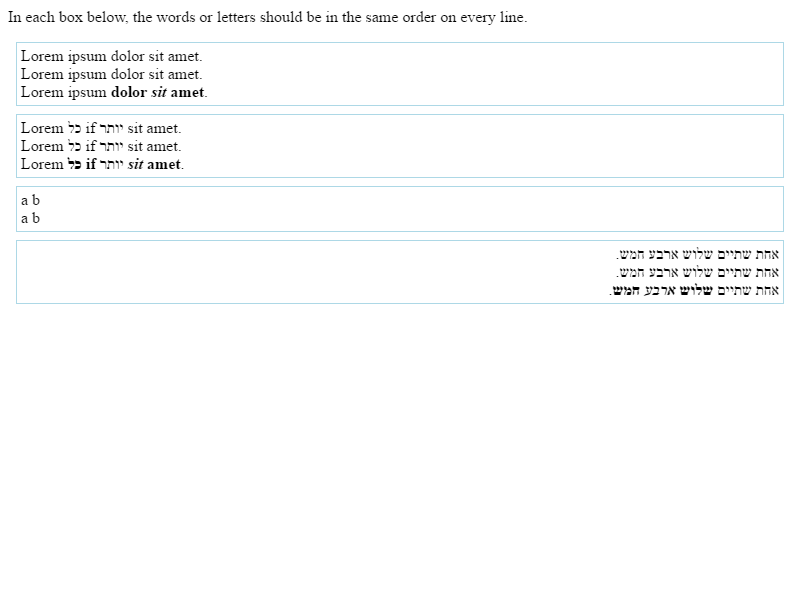 In each box below, the words or letters should be in the same order on every line.
Lorem ipsum dolor sit amet.
Lorem ipsum dolor sit amet.
Lorem ipsum dolor sit amet.
Lorem כל if יותר sit amet.
Lorem כל if יותר sit amet.
Lorem כל if יותר sit amet.
a b
a b
אחת שתיים שלוש ארבע חמש.
אחת שתיים שלוש ארבע חמש.
אחת שתיים שלוש ארבע חמש.